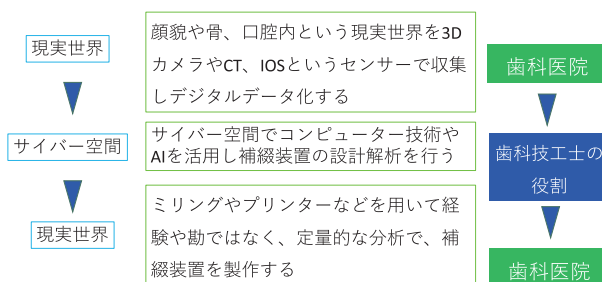 現実世界
サイバー空間
現実世界
顔貌や骨、口腔内という現実世界を3D
カメラやCT、IOSというセンサーで収集
しデジタルデータ化する
サイバー空間でコンピューター技術や
AIを活用し補綴装置の設計解析を行う
ミリングやプリンターなどを用いて経
験や勘ではなく、定量的な分析で、補
綴装置を製作する
歯科医院
歯科技工士の
役割
歯科医院